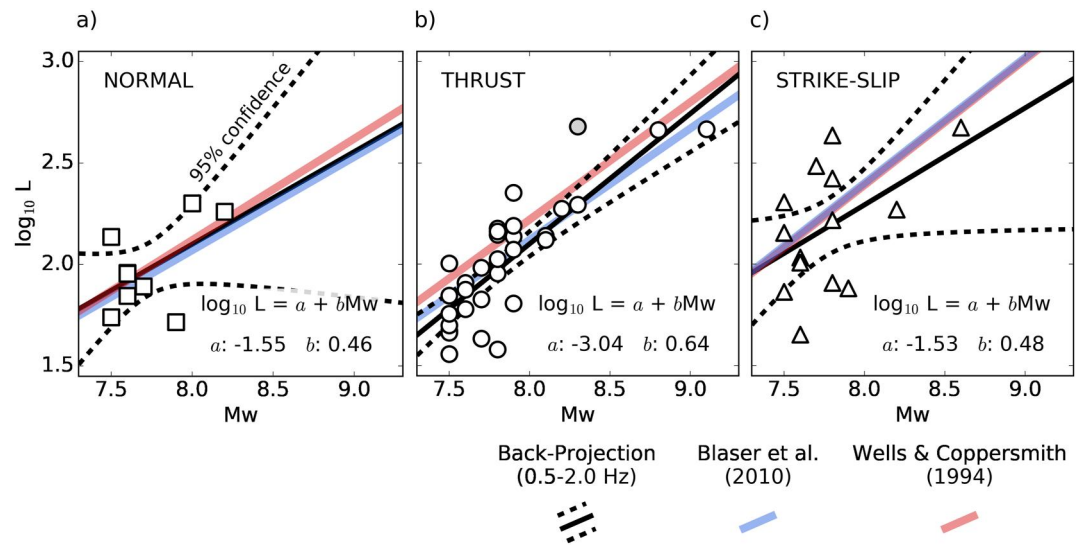 a)
b)
c)
NORMAL
THRUST
STRIKE-SLIP
95% confidence
log₁₀ L
3.0
2.5
2.0
1.5
log₁₀ L = a + bMw
a: -1.55 b: 0.46
log₁₀ L = a + bMw
a: -3.04 b: 0.64
log₁₀ L = a + bMw
a: -1.53 b: 0.48
7.5 8.0 8.5 9.0
7.5 8.0 8.5 9.0
7.5 8.0 8.5 9.0
Mw
Mw
Mw
Back-Projection
(0.5-2.0 Hz)
Blaser et al.
(2010)
Wells & Coppersmith
(1994)